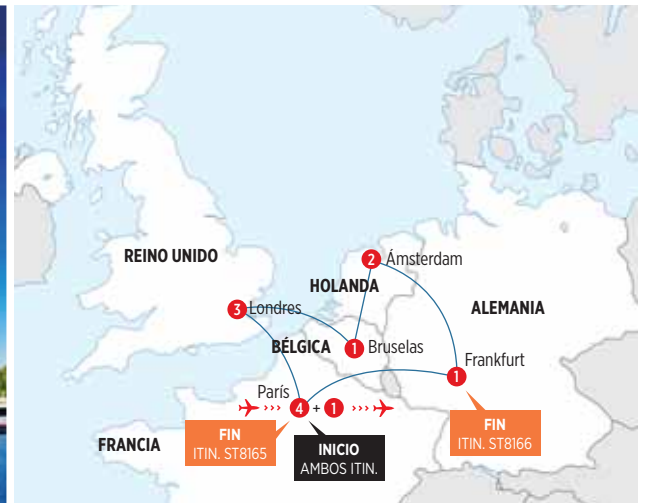 REINO UNIDO
2 Ámsterdam
HOLANDA
ALEMANIA
3 Londres
BÉLGICA
1 Bruselas
Frankfurt
1
París
››› 4 + 1 ›››
FIN
ITIN. ST8165
INICIO
AMBOS ITIN.
FIN
ITIN. ST8166
FRANCIA